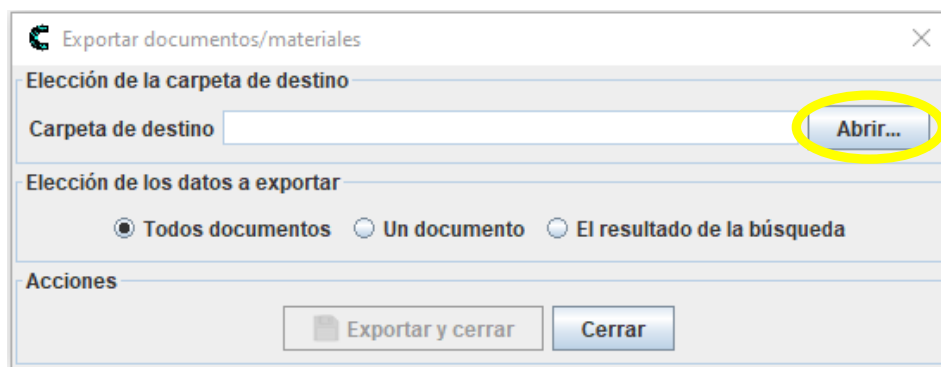 Exportar documentos/materiales
Elección de la carpeta de destino
Carpeta de destino Abrir...
Elección de los datos a exportar
Todos documentos Un documento El resultado de la búsqueda
Acciones
Exportar y cerrar Cerrar